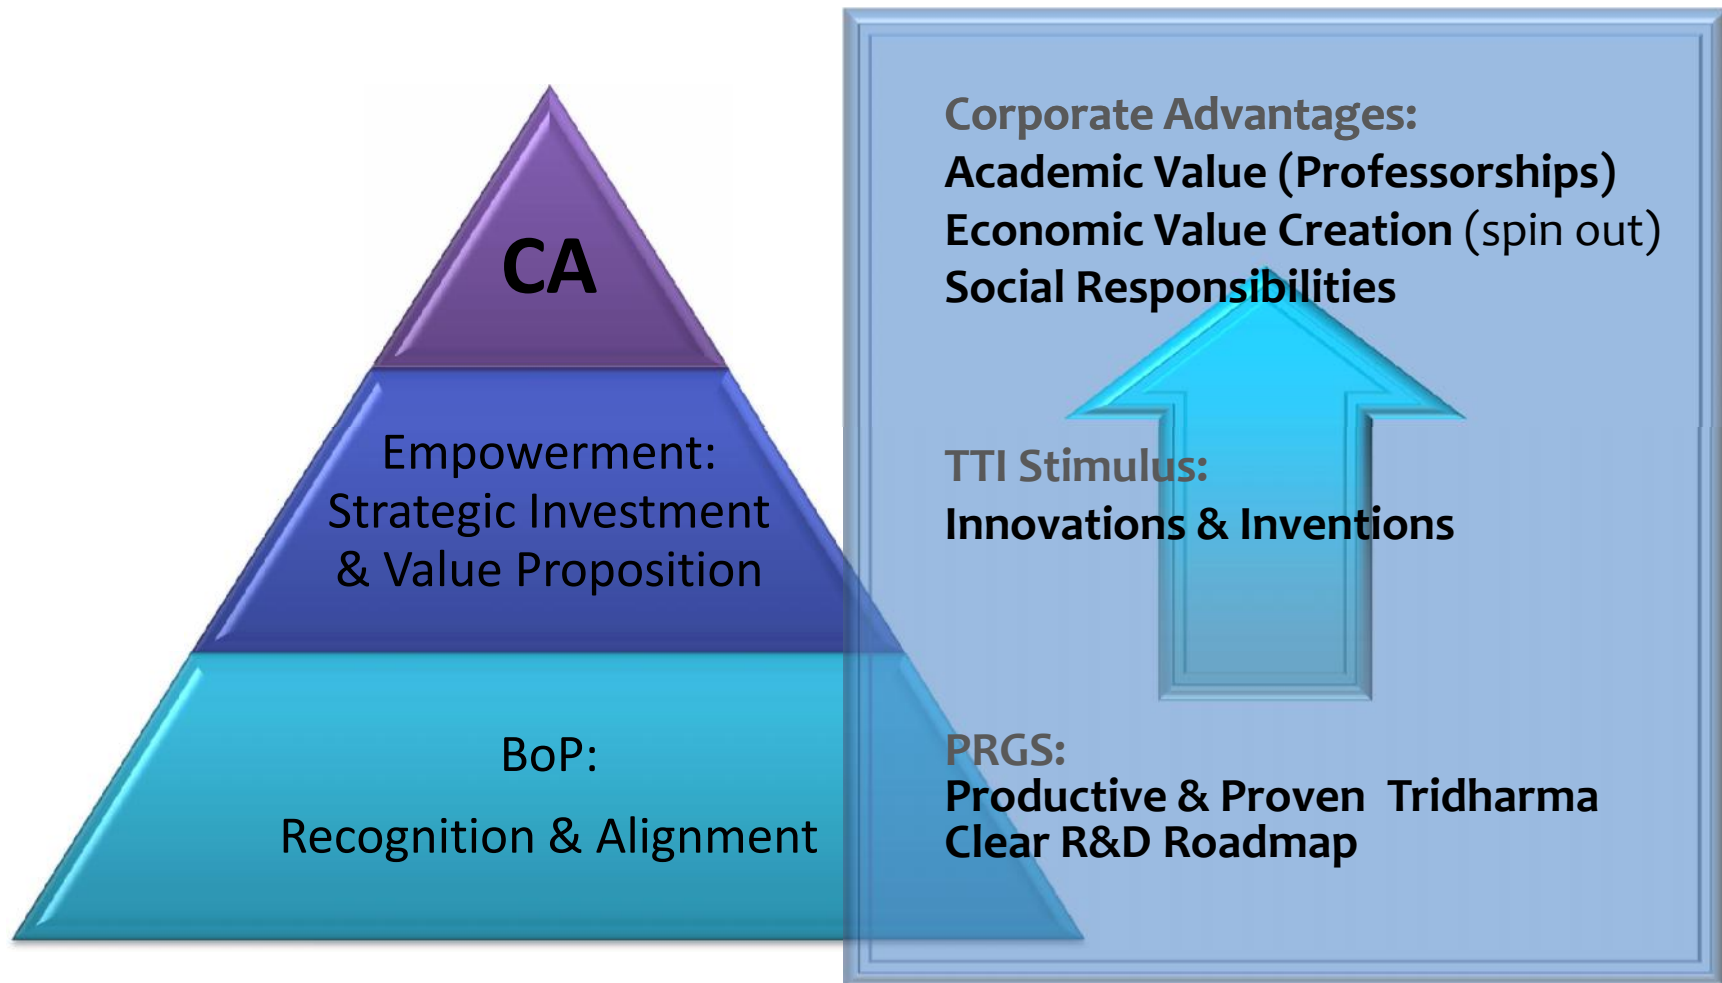 CA
Empowerment:
Strategic Investment
& Value Proposition
BoP:
Recognition & Alignment
Corporate Advantages:
Academic Value (Professorships)
Economic Value Creation (spin out)
Social Responsibilities
TTI Stimulus:
Innovations & Inventions
PRGS:
Productive & Proven Tridharma
Clear R&D Roadmap